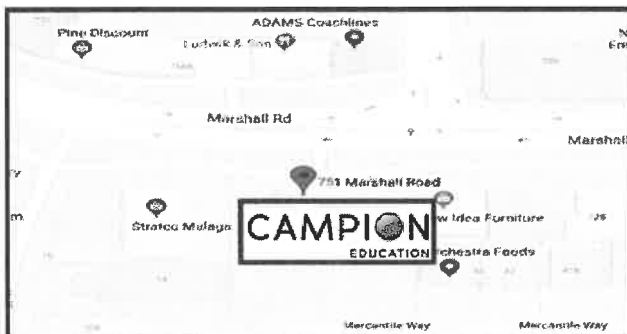 ADAMS Coachlines
Pine Discount
Ludwik & Son
Marshall Rd
Marshall
751 Marshall Road
New Idea Furniture
Stratco Malaga
CAMPION
EDUCATION
Orchestra Foods
Mercantile Way
Mercantile Way